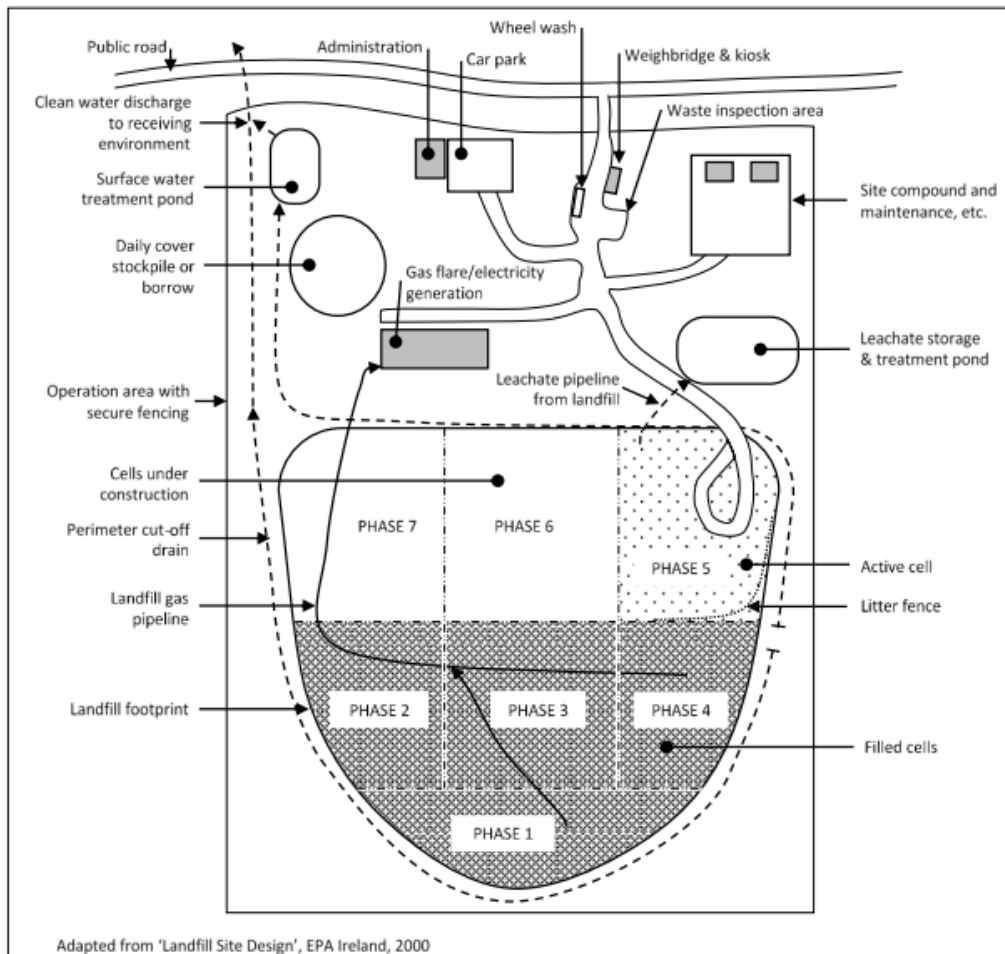 Wheel wash
Public road
Administration
Car park
Weighbridge & kiosk
Clean water discharge
to receiving
environment
Waste inspection area
Surface water
treatment pond
Site compound and
maintenance, etc.
Daily cover
stockpile or
borrow
Gas flare/electricity
generation
Leachate storage
& treatment pond
Operation area with
secure fencing
Leachate pipeline
from landfill
Cells under
construction
PHASE 7
PHASE 6
Perimeter cut-off
drain
PHASE 5
Active cell
Landfill gas
pipeline
Litter fence
Landfill footprint
PHASE 2
PHASE 3
PHASE 4
Filled cells
PHASE 1
Adapted from ‘Landfill Site Design’, EPA Ireland, 2000